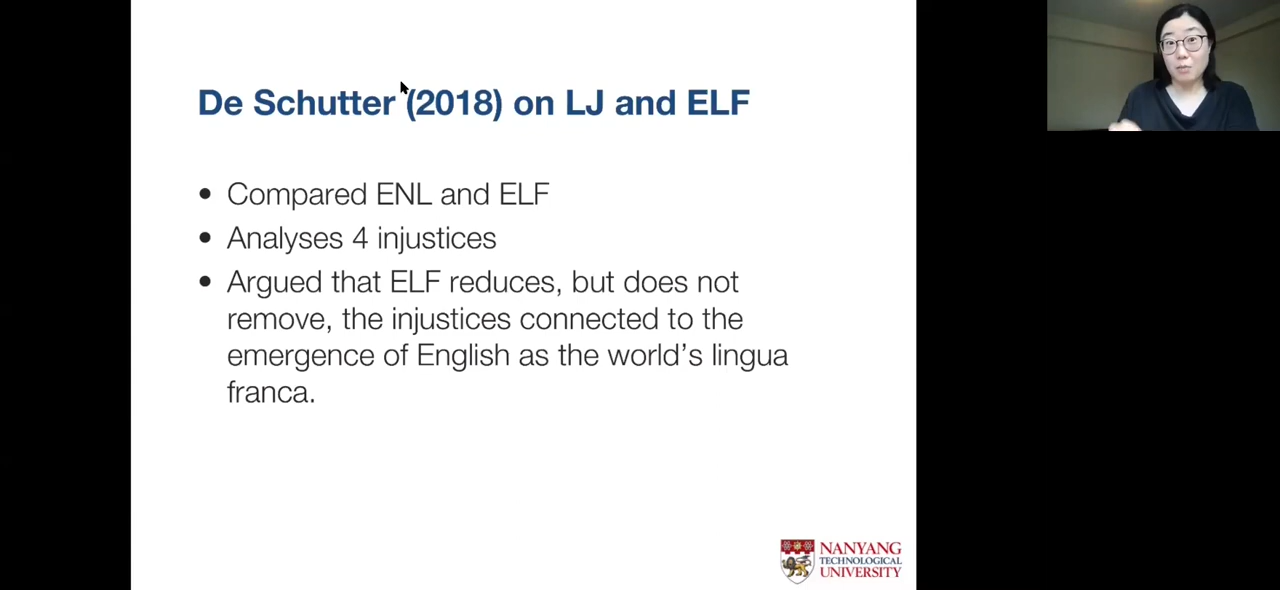 De Schutter (2018) on LJ and ELF
• Compared ENL and ELF
• Analyses 4 injustices
• Argued that ELF reduces, but does not
remove, the injustices connected to the
emergence of English as the world's lingua
franca.
NANYANG
TECHNOLOGICAL
UNIVERSITY